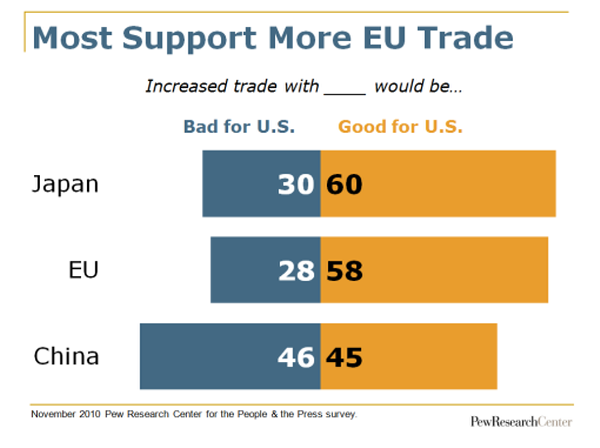 Most Support More EU Trade
Increased trade with ____ would be…
Bad for U.S. Good for U.S.
Japan 30 60
EU 28 58
China 46 45
November 2010 Pew Research Center for the People & the Press survey.
PewResearchCenter